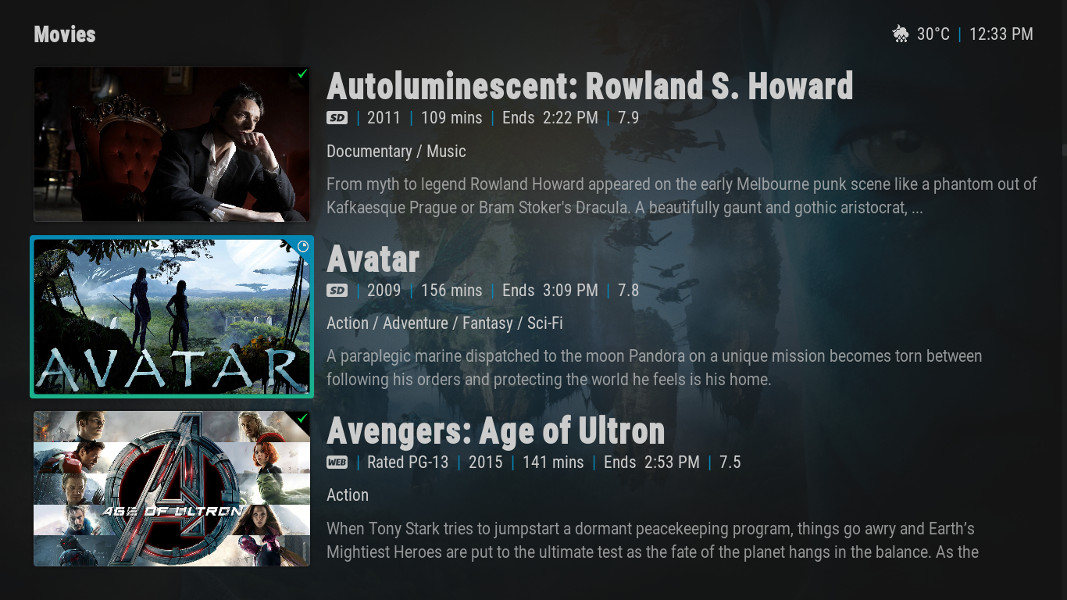 Movies
30°C | 12:33 PM
Autoluminescent: Rowland S. Howard
SD | 2011 | 109 mins | Ends 2:22 PM | 7.9
Documentary / Music
From myth to legend Rowland Howard appeared on the early Melbourne punk scene like a phantom out of
Kafkaesque Prague or Bram Stoker's Dracula. A beautifully gaunt and gothic aristocrat, ...
AVATAR
Avatar
SD | 2009 | 156 mins | Ends 3:09 PM | 7.8
Action / Adventure / Fantasy / Sci-Fi
A paraplegic marine dispatched to the moon Pandora on a unique mission becomes torn between
following his orders and protecting the world he feels is his home.
AGE OF ULTRON
Avengers: Age of Ultron
WEB | Rated PG-13 | 2015 | 141 mins | Ends 2:53 PM | 7.5
Action
When Tony Stark tries to jumpstart a dormant peacekeeping program, things go awry and Earth's
Mightiest Heroes are put to the ultimate test as the fate of the planet hangs in the balance. As the